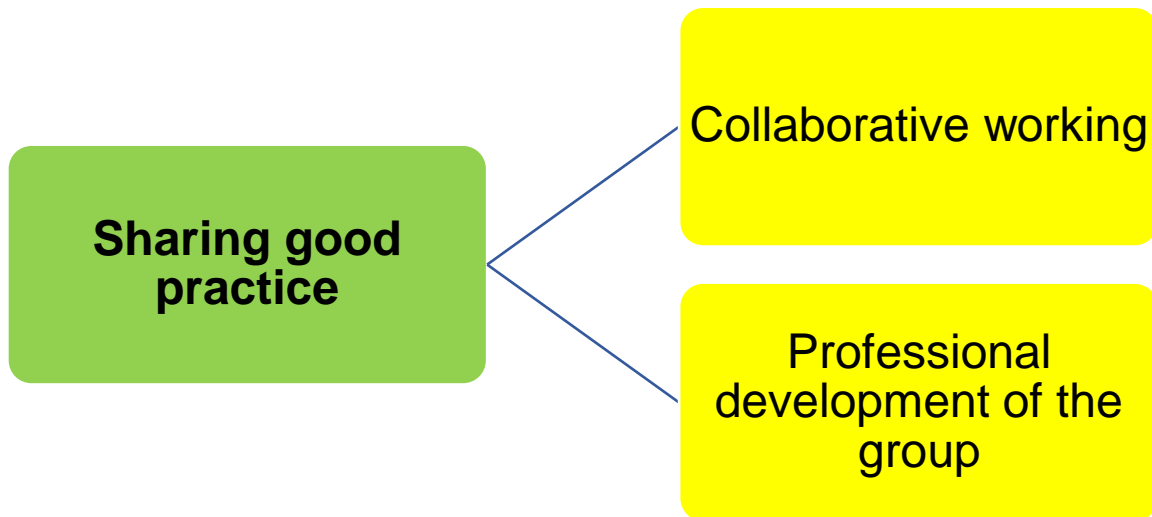 Sharing good
practice
Collaborative working
Professional
development of the
group